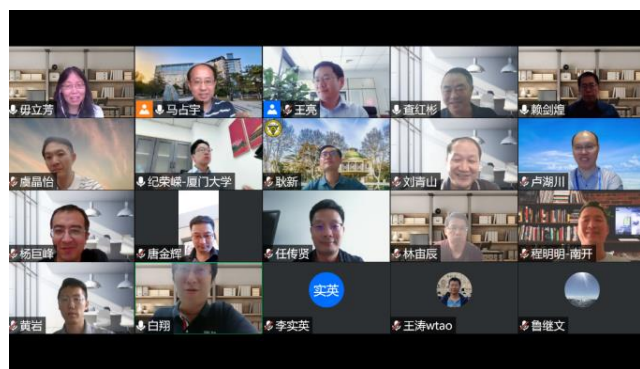 毋立芳
马占宇
王亮
查红彬
赖剑煌
虞晶怡
纪荣嵘-厦门大学
耿新
刘青山
卢湖川
杨巨峰
唐金辉
任传贤
林宙辰
程明明-南开
黄岩
白翔
实英
李实英
王涛wtao
鲁继文